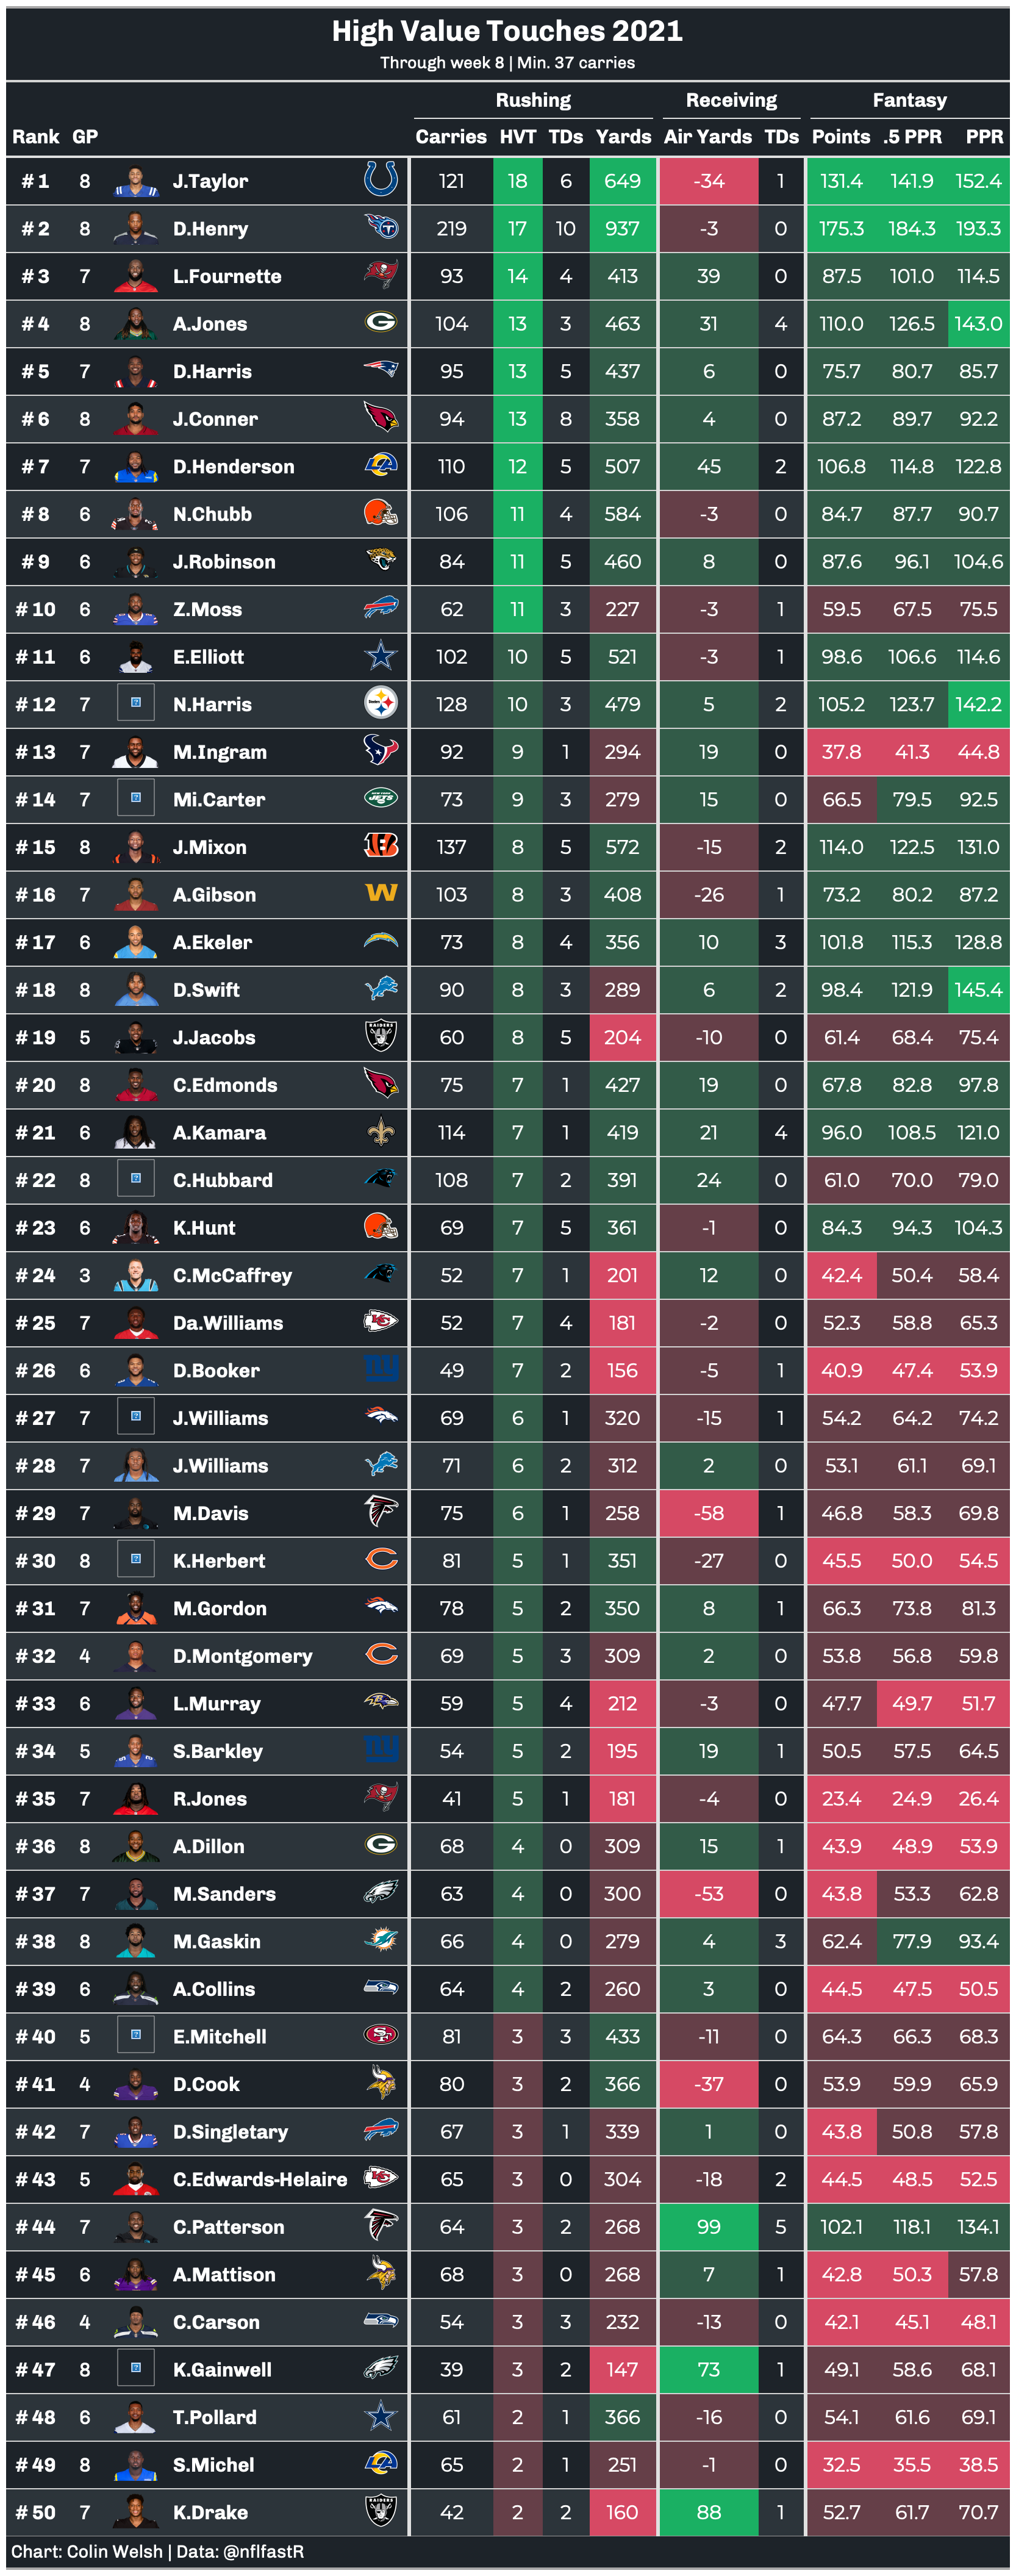 High Value Touches 2021
Through week 8 | Min. 37 carries
Rushing Receiving Fantasy
Rank GP Carries HVT TDs Yards Air Yards TDs Points .5 PPR PPR
# 1 8 J.Taylor 121 18 6 649 -34 1 131.4 141.9 152.4
# 2 8 D.Henry 219 17 10 937 -3 0 175.3 184.3 193.3
# 3 7 L.Fournette 93 14 4 413 39 0 87.5 101.0 114.5
# 4 8 A.Jones 104 13 3 463 31 4 110.0 126.5 143.0
# 5 7 D.Harris 95 13 5 437 6 0 75.7 80.7 85.7
# 6 8 J.Conner 94 13 8 358 4 0 87.2 89.7 92.2
# 7 7 D.Henderson 110 12 5 507 45 2 106.8 114.8 122.8
# 8 6 N.Chubb 106 11 4 584 -3 0 84.7 87.7 90.7
# 9 6 J.Robinson 84 11 5 460 8 0 87.6 96.1 104.6
# 10 6 Z.Moss 62 11 3 227 -3 1 59.5 67.5 75.5
# 11 6 E.Elliott 102 10 5 521 -3 1 98.6 106.6 114.6
# 12 7 N.Harris 128 10 3 479 5 2 105.2 123.7 142.2
# 13 7 M.Ingram 92 9 1 294 19 0 37.8 41.3 44.8
# 14 7 Mi.Carter 73 9 3 279 15 0 66.5 79.5 92.5
# 15 8 J.Mixon 137 8 5 572 -15 2 114.0 122.5 131.0
# 16 7 A.Gibson 103 8 3 408 -26 1 73.2 80.2 87.2
# 17 6 A.Ekeler 73 8 4 356 10 3 101.8 115.3 128.8
# 18 8 D.Swift 90 8 3 289 6 2 98.4 121.9 145.4
# 19 5 J.Jacobs 60 8 5 204 -10 0 61.4 68.4 75.4
# 20 8 C.Edmonds 75 7 1 427 19 0 67.8 82.8 97.8
# 21 6 A.Kamara 114 7 1 419 21 4 96.0 108.5 121.0
# 22 8 C.Hubbard 108 7 2 391 24 0 61.0 70.0 79.0
# 23 6 K.Hunt 69 7 5 361 -1 0 84.3 94.3 104.3
# 24 3 C.McCaffrey 52 7 1 201 12 0 42.4 50.4 58.4
# 25 7 Da.Williams 52 7 4 181 -2 0 52.3 58.8 65.3
# 26 6 D.Booker 49 7 2 156 -5 1 40.9 47.4 53.9
# 27 7 J.Williams 69 6 1 320 -15 1 54.2 64.2 74.2
# 28 7 J.Williams 71 6 2 312 2 0 53.1 61.1 69.1
# 29 7 M.Davis 75 6 1 258 -58 1 46.8 58.3 69.8
# 30 8 K.Herbert 81 5 1 351 -27 0 45.5 50.0 54.5
# 31 7 M.Gordon 78 5 2 350 8 1 66.3 73.8 81.3
# 32 4 D.Montgomery 69 5 3 309 2 0 53.8 56.8 59.8
# 33 6 L.Murray 59 5 4 212 -3 0 47.7 49.7 51.7
# 34 5 S.Barkley 54 5 2 195 19 1 50.5 57.5 64.5
# 35 7 R.Jones 41 5 1 181 -4 0 23.4 24.9 26.4
# 36 8 A.Dillon 68 4 0 309 15 1 43.9 48.9 53.9
# 37 7 M.Sanders 63 4 0 300 -53 0 43.8 53.3 62.8
# 38 8 M.Gaskin 66 4 0 279 4 3 62.4 77.9 93.4
# 39 6 A.Collins 64 4 2 260 3 0 44.5 47.5 50.5
# 40 5 E.Mitchell 81 3 3 433 -11 0 64.3 66.3 68.3
# 41 4 D.Cook 80 3 2 366 -37 0 53.9 59.9 65.9
# 42 7 D.Singletary 67 3 1 339 1 0 43.8 50.8 57.8
# 43 5 C.Edwards-Helaire 65 3 0 304 -18 2 44.5 48.5 52.5
# 44 7 C.Patterson 64 3 2 268 99 5 102.1 118.1 134.1
# 45 6 A.Mattison 68 3 0 268 7 1 42.8 50.3 57.8
# 46 4 C.Carson 54 3 3 232 -13 0 42.1 45.1 48.1
# 47 8 K.Gainwell 39 3 2 147 73 1 49.1 58.6 68.1
# 48 6 T.Pollard 61 2 1 366 -16 0 54.1 61.6 69.1
# 49 8 S.Michel 65 2 1 251 -1 0 32.5 35.5 38.5
# 50 7 K.Drake 42 2 2 160 88 1 52.7 61.7 70.7
Chart: Colin Welsh | Data: @nflfastR